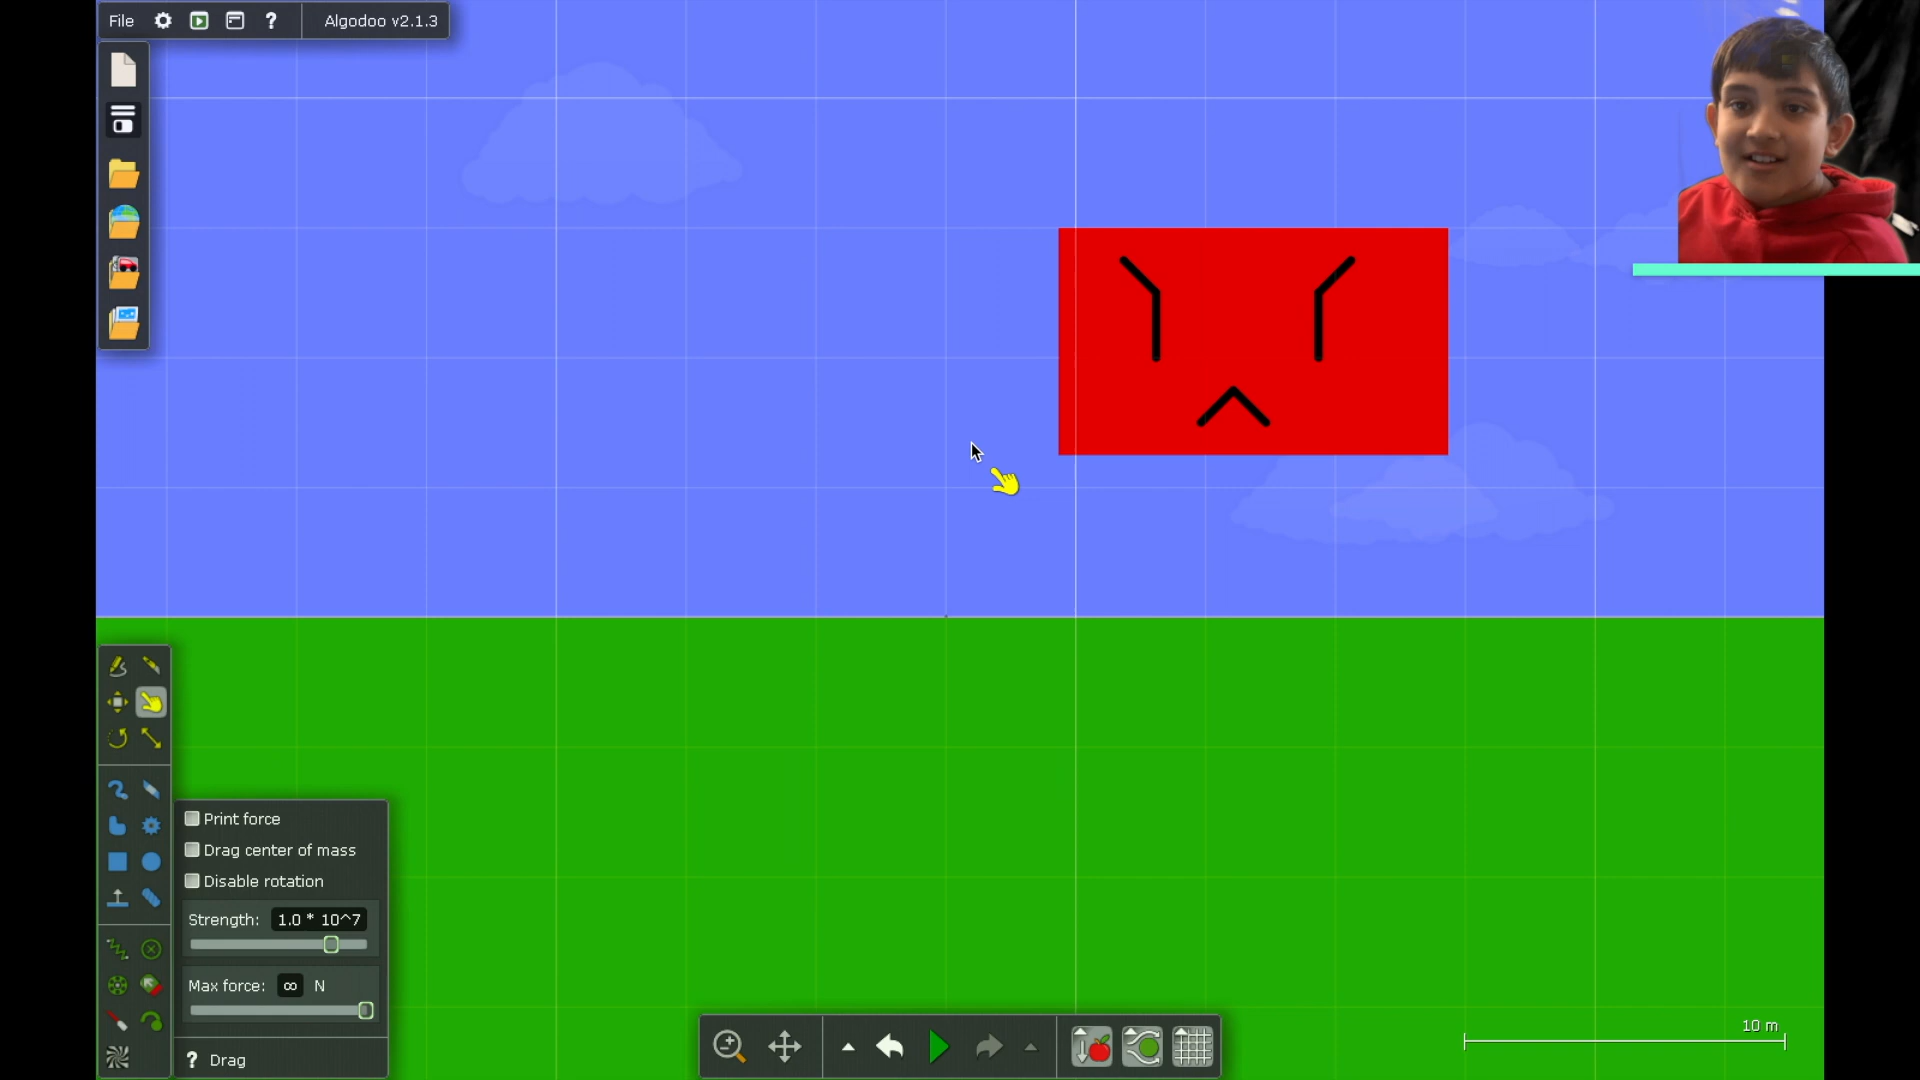 File ? Algodoo v2.1.3
Print force
Drag center of mass
Disable rotation
Strength: 1.0 * 10^7
Max force: ∞ N
? Drag
10 m